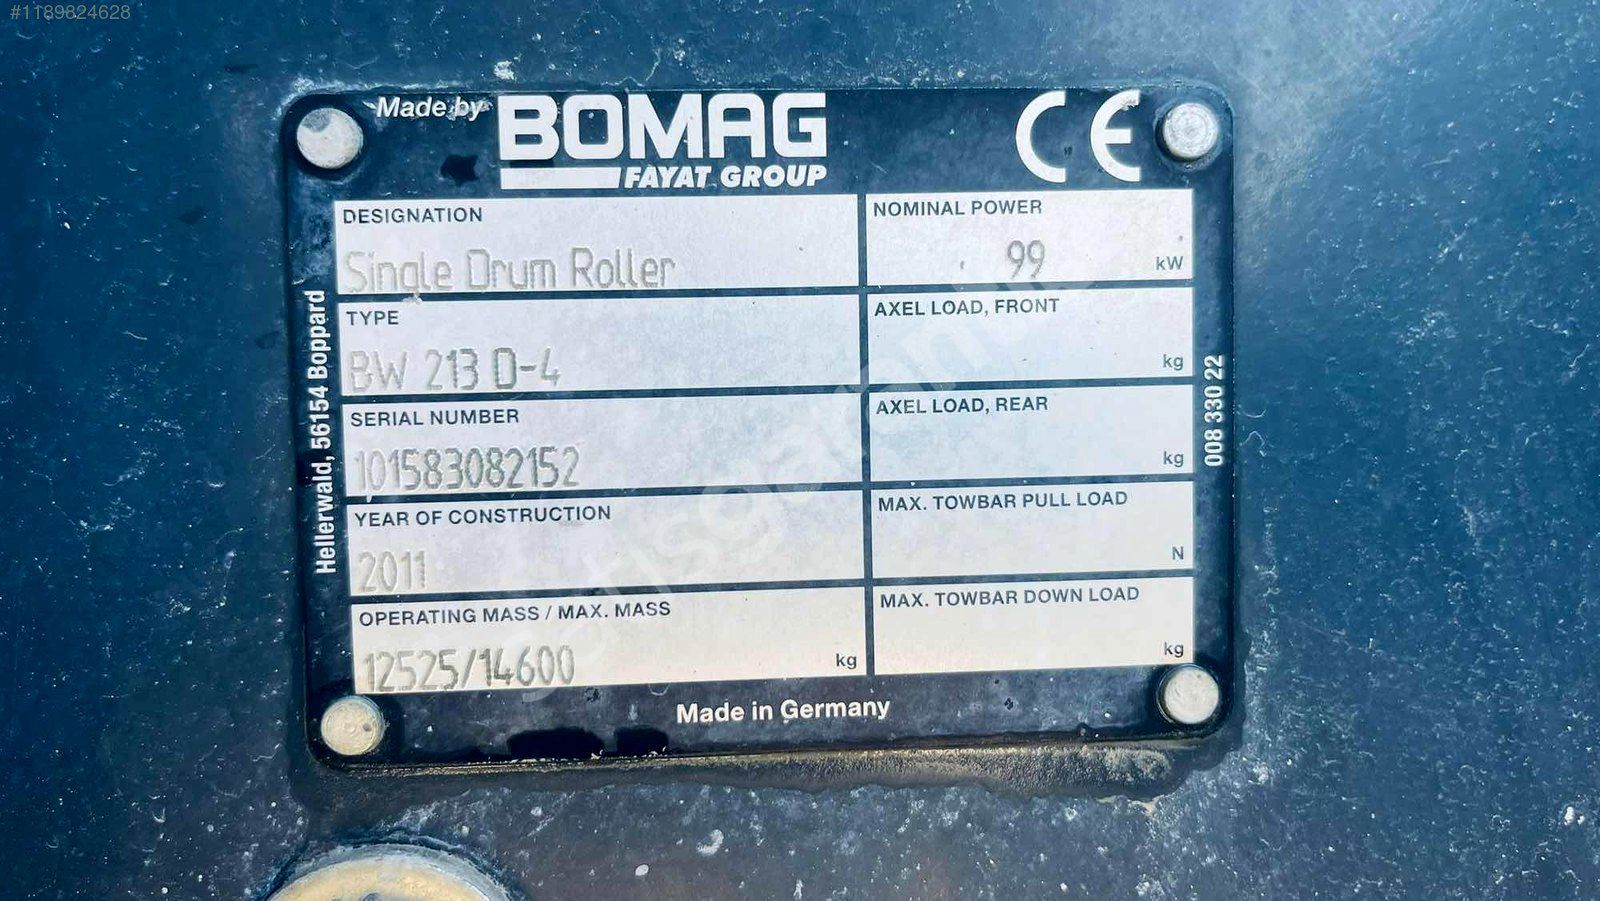 #1189824628
Made by BOMAG
FAYAT GROUP
CE
DESIGNATION
Single Drum Roller
NOMINAL POWER
99 kW
TYPE
BW 213 D-4
AXEL LOAD, FRONT
kg
SERIAL NUMBER
101583082152
AXEL LOAD, REAR
kg
YEAR OF CONSTRUCTION
2011
MAX. TOWBAR PULL LOAD
N
OPERATING MASS / MAX. MASS
12525/14600 kg
MAX. TOWBAR DOWN LOAD
kg
Made in Germany
Hellerwald, 56154 Boppard
008 330 22